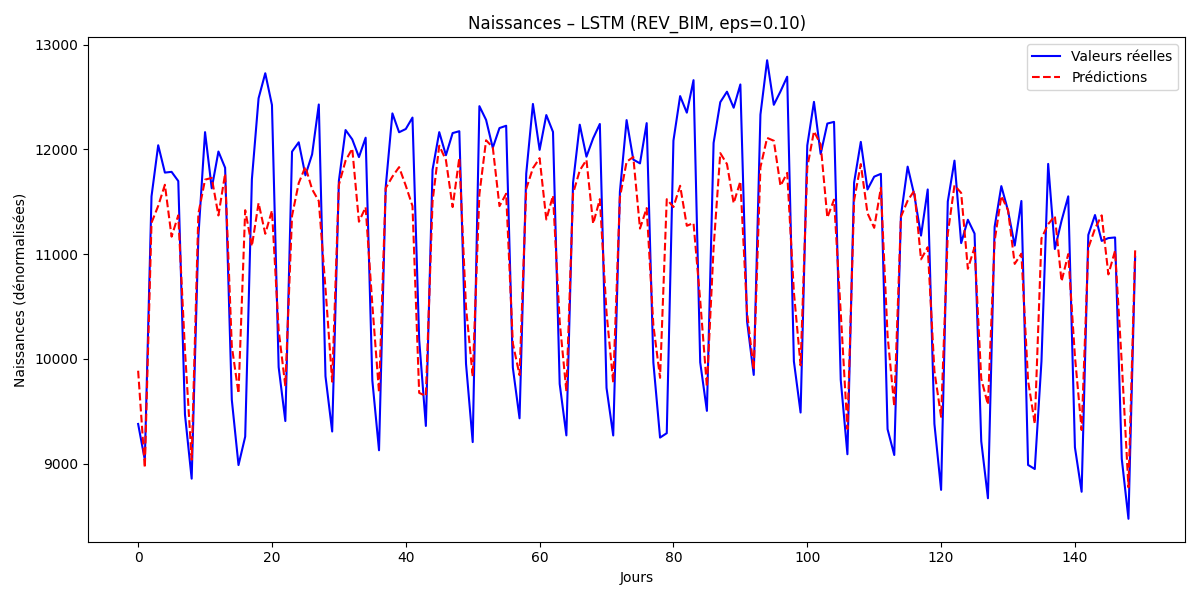 Naissances – LSTM (REV_BIM, eps=0.10)
Valeurs réelles
Prédictions
Naissances (dénormalisées)
13000
12000
11000
10000
9000
0 20 40 60 80 100 120 140
Jours